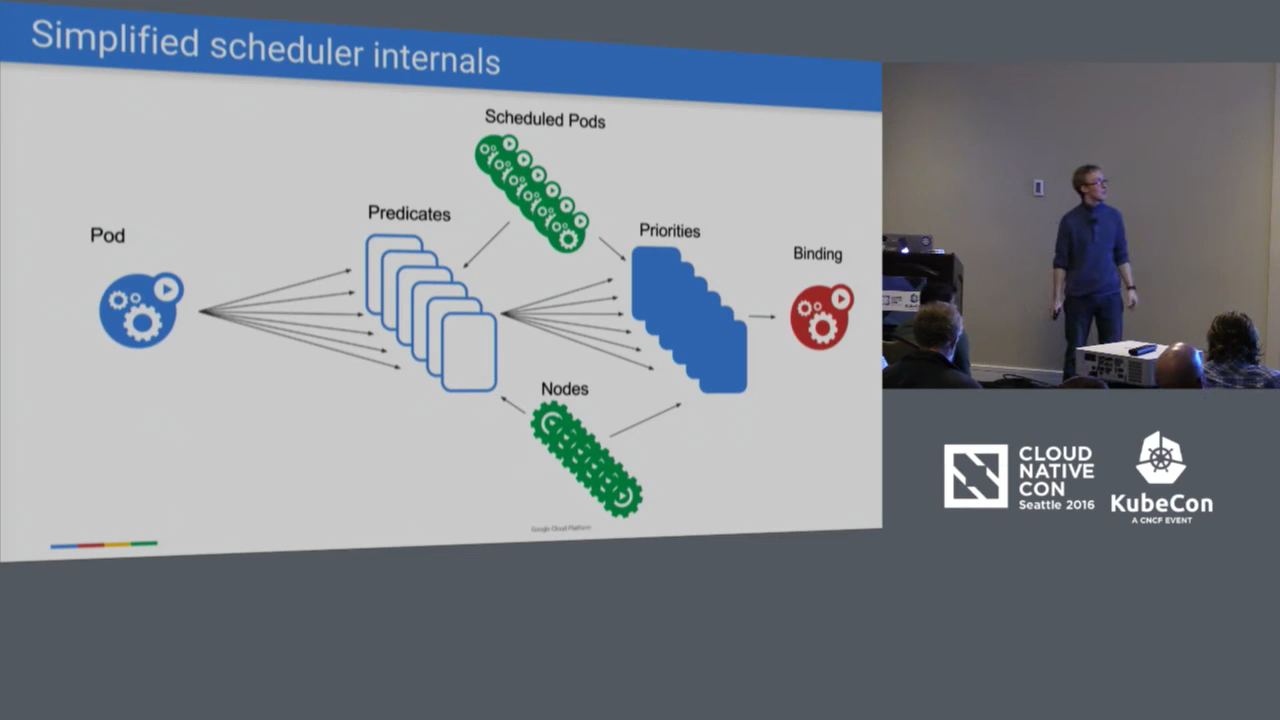 Simplified scheduler internals
Scheduled Pods
Predicates
Priorities
Pod
Binding
Nodes
Google Cloud Platform
CLOUD
NATIVE
CON
Seattle 2016
KubeCon
A CNCF EVENT